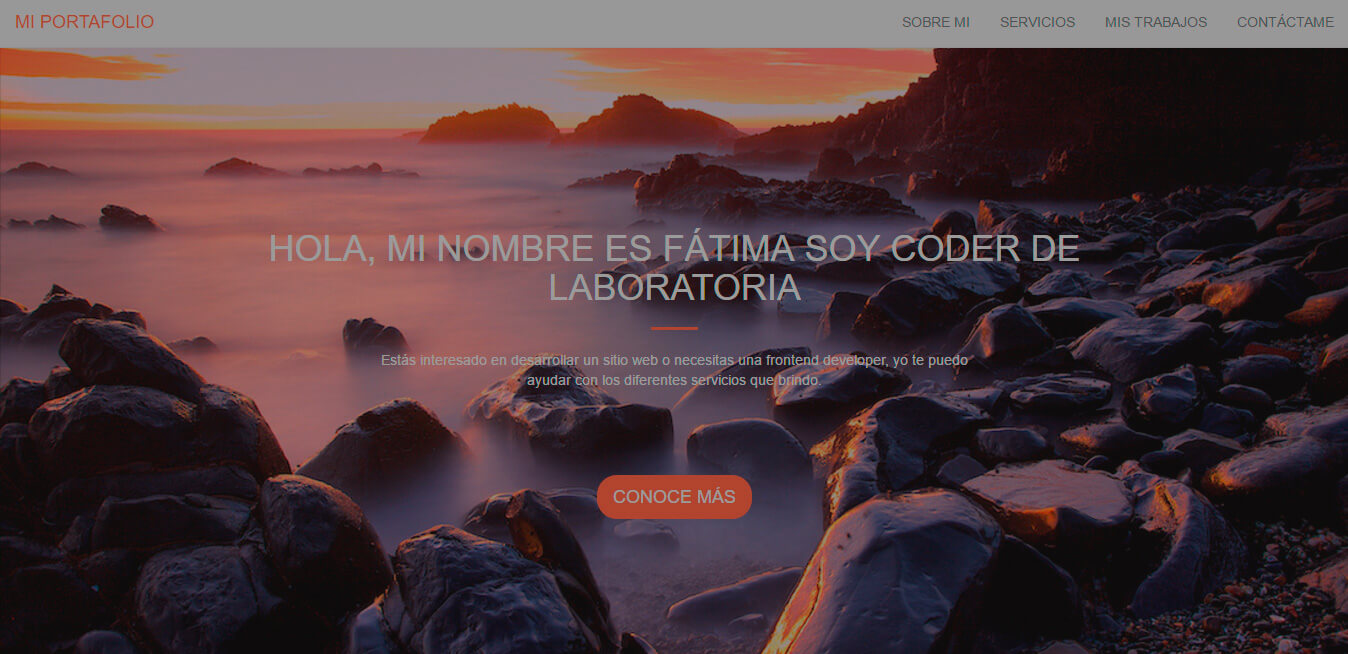 MI PORTAFOLIO
SOBRE MI
SERVICIOS
MIS TRABAJOS
CONTÁCTAME
HOLA, MI NOMBRE ES FÁTIMA SOY CODER DE
LABORATORIA
Estás interesado en desarrollar un sitio web o necesitas una frontend developer, yo te puedo
ayudar con los diferentes servicios que brindo.
CONOCE MÁS